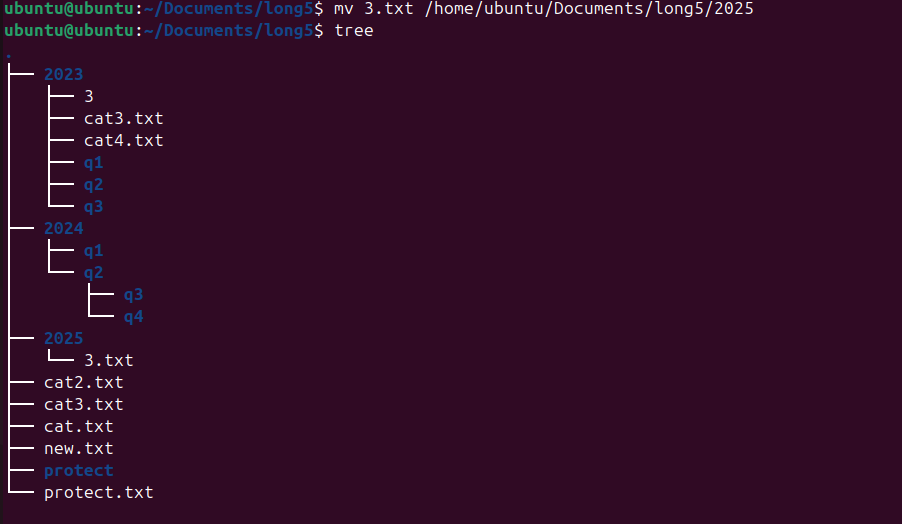 ubuntu@ubuntu:~/Documents/long5$ mv 3.txt /home/ubuntu/Documents/long5/2025
ubuntu@ubuntu:~/Documents/long5$ tree
.
├── 2023
│   ├── 3
│   ├── cat3.txt
│   ├── cat4.txt
│   ├── q1
│   ├── q2
│   └── q3
├── 2024
│   ├── q1
│   └── q2
│       ├── q3
│       └── q4
├── 2025
│   └── 3.txt
├── cat2.txt
├── cat3.txt
├── cat.txt
├── new.txt
├── protect
└── protect.txt